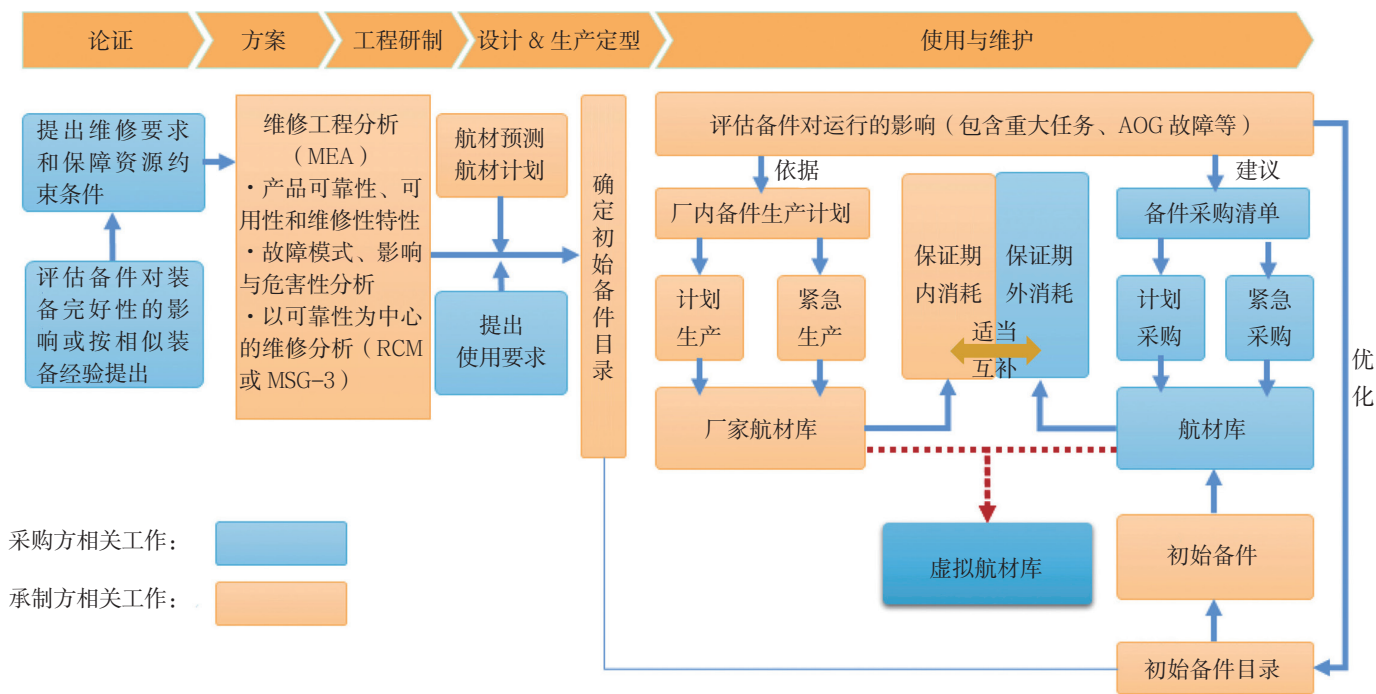 论证
方案
工程研制
设计 & 生产定型
使用与维护
提出维修要求
和保障资源约
束条件
评估备件对装
备完好性的影
响或按相似装
备经验提出
维修工程分析
（MEA）
· 产品可靠性、可
用性和维修性特性
· 故障模式、影响
与危害性分析
· 以可靠性为中心
的维修分析（RCM
或 MSG-3）
航材预测
航材计划
提出
使用要求
确定初始备件目录
评估备件对运行的影响（包含重大任务、AOG 故障等）
依据
建议
厂内备件生产计划
计划
生产
紧急
生产
厂家航材库
保证期
内消耗
保证期
外消耗
适当
互补
备件采购清单
计划
采购
紧急
采购
航材库
优化
虚拟航材库
初始备件
初始备件目录
采购方相关工作：
承制方相关工作：